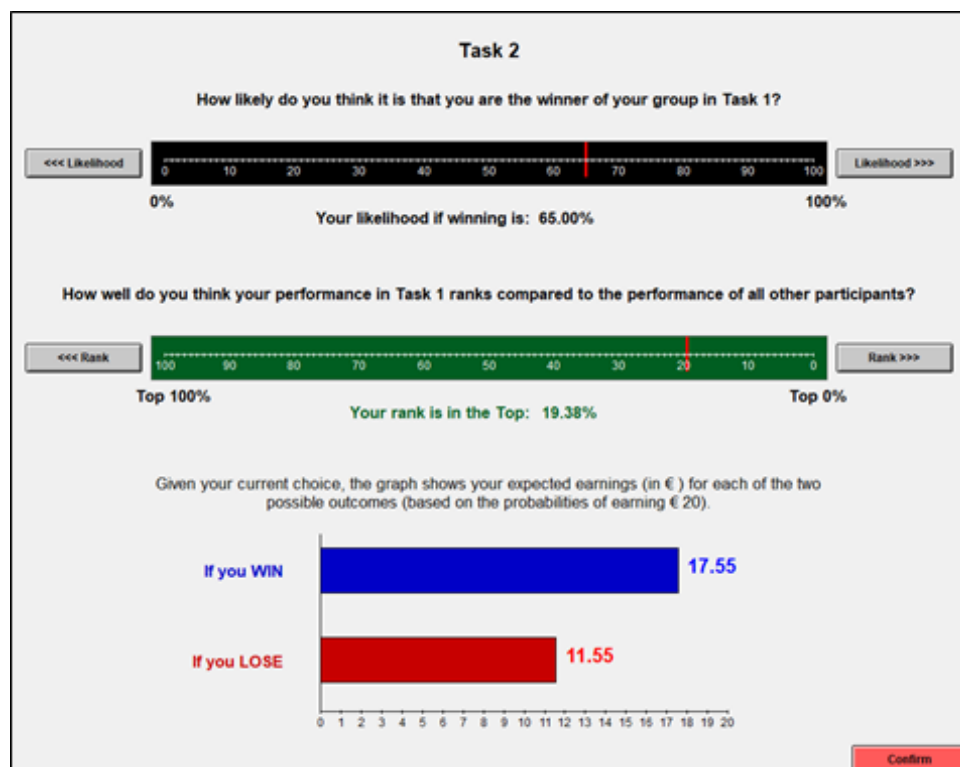 Task 2
How likely do you think it is that you are the winner of your group in Task 1?
<<< Likelihood
0 10 20 30 40 50 60 70 80 90 100
Likelihood >>>
0%
100%
Your likelihood if winning is: 65.00%
How well do you think your performance in Task 1 ranks compared to the performance of all other participants?
<<< Rank
100 90 80 70 60 50 40 30 20 10 0
Rank >>>
Top 100%
Top 0%
Your rank is in the Top: 19.38%
Given your current choice, the graph shows your expected earnings (in € ) for each of the two
possible outcomes (based on the probabilities of earning € 20).
If you WIN
17.55
If you LOSE
11.55
0 1 2 3 4 5 6 7 8 9 10 11 12 13 14 15 16 17 18 19 20
Confirm